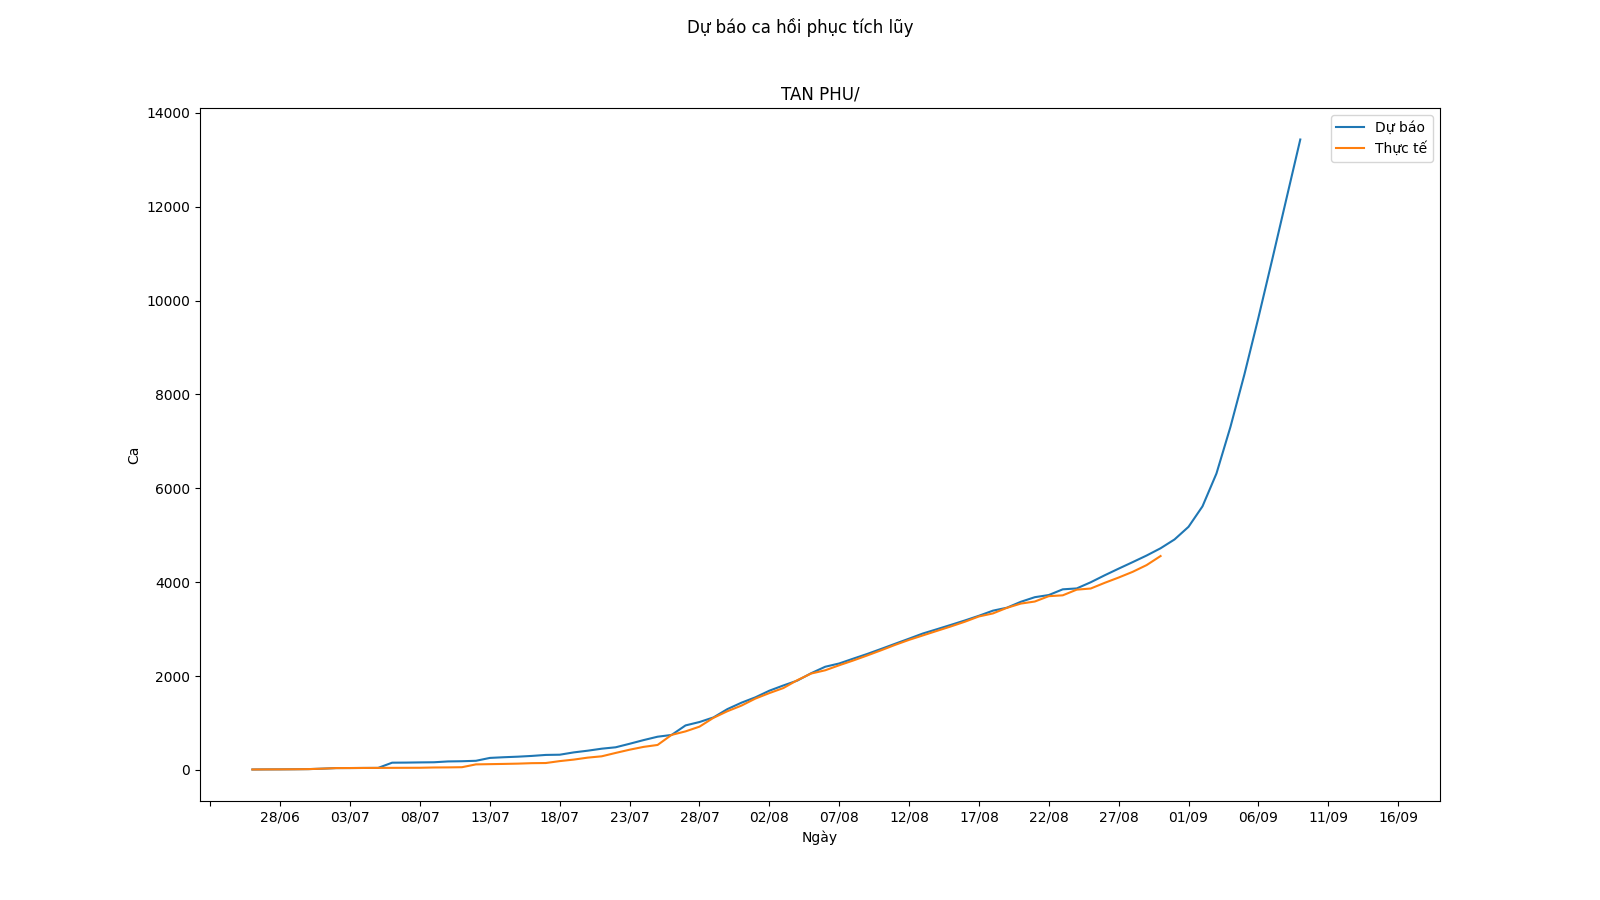 Dự báo ca hồi phục tích lũy
TAN PHU/
14000
12000
10000
8000
6000
4000
2000
0
Ca
Dự báo
Thực tế
28/06 03/07 08/07 13/07 18/07 23/07 28/07 02/08 07/08 12/08 17/08 22/08 27/08 01/09 06/09 11/09 16/09
Ngày